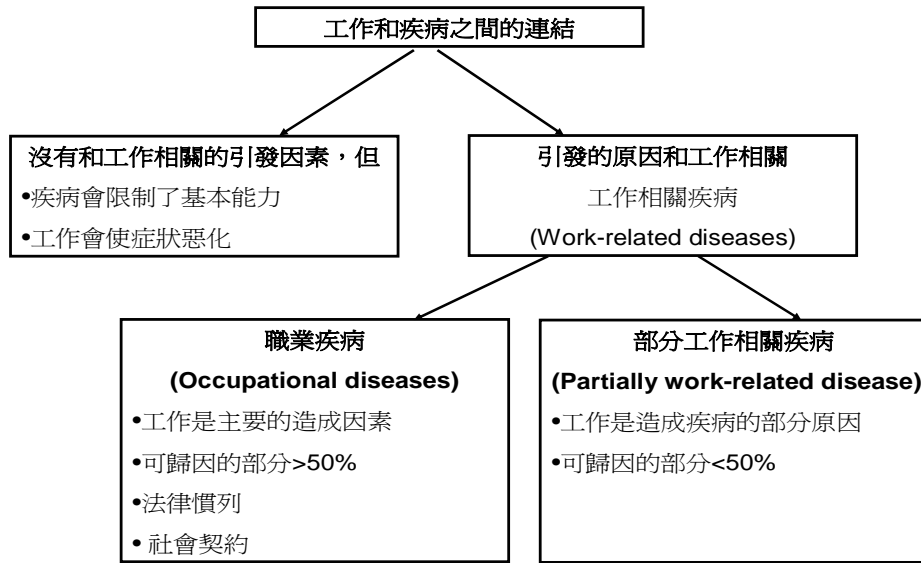 工作和疾病之間的連結
沒有和工作相關的引發因素，但
•疾病會限制了基本能力
•工作會使症狀惡化
引發的原因和工作相關
工作相關疾病
(Work-related diseases)
職業疾病
(Occupational diseases)
•工作是主要的造成因素
•可歸因的部分>50%
•法律慣列
• 社會契約
部分工作相關疾病
(Partially work-related disease)
•工作是造成疾病的部分原因
•可歸因的部分<50%